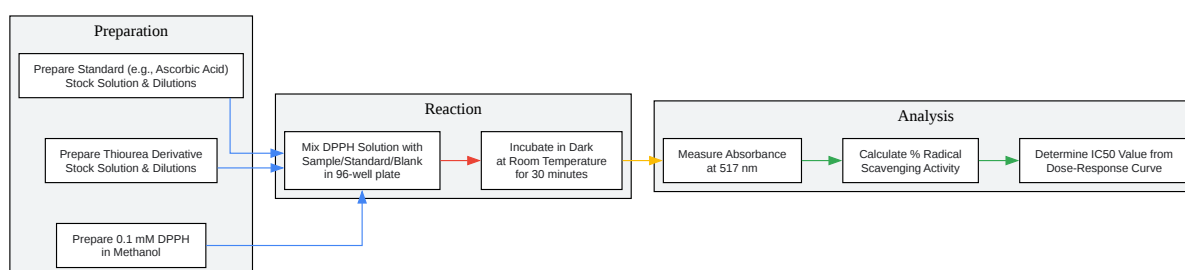 Preparation
Prepare Standard (e.g., Ascorbic Acid)
Stock Solution & Dilutions
Prepare Thiourea Derivative
Stock Solution & Dilutions
Prepare 0.1 mM DPPH
in Methanol
Reaction
Mix DPPH Solution with
Sample/Standard/Blank
in 96-well plate
Incubate in Dark
at Room Temperature
for 30 minutes
Analysis
Measure Absorbance
at 517 nm
Calculate % Radical
Scavenging Activity
Determine IC50 Value from
Dose-Response Curve